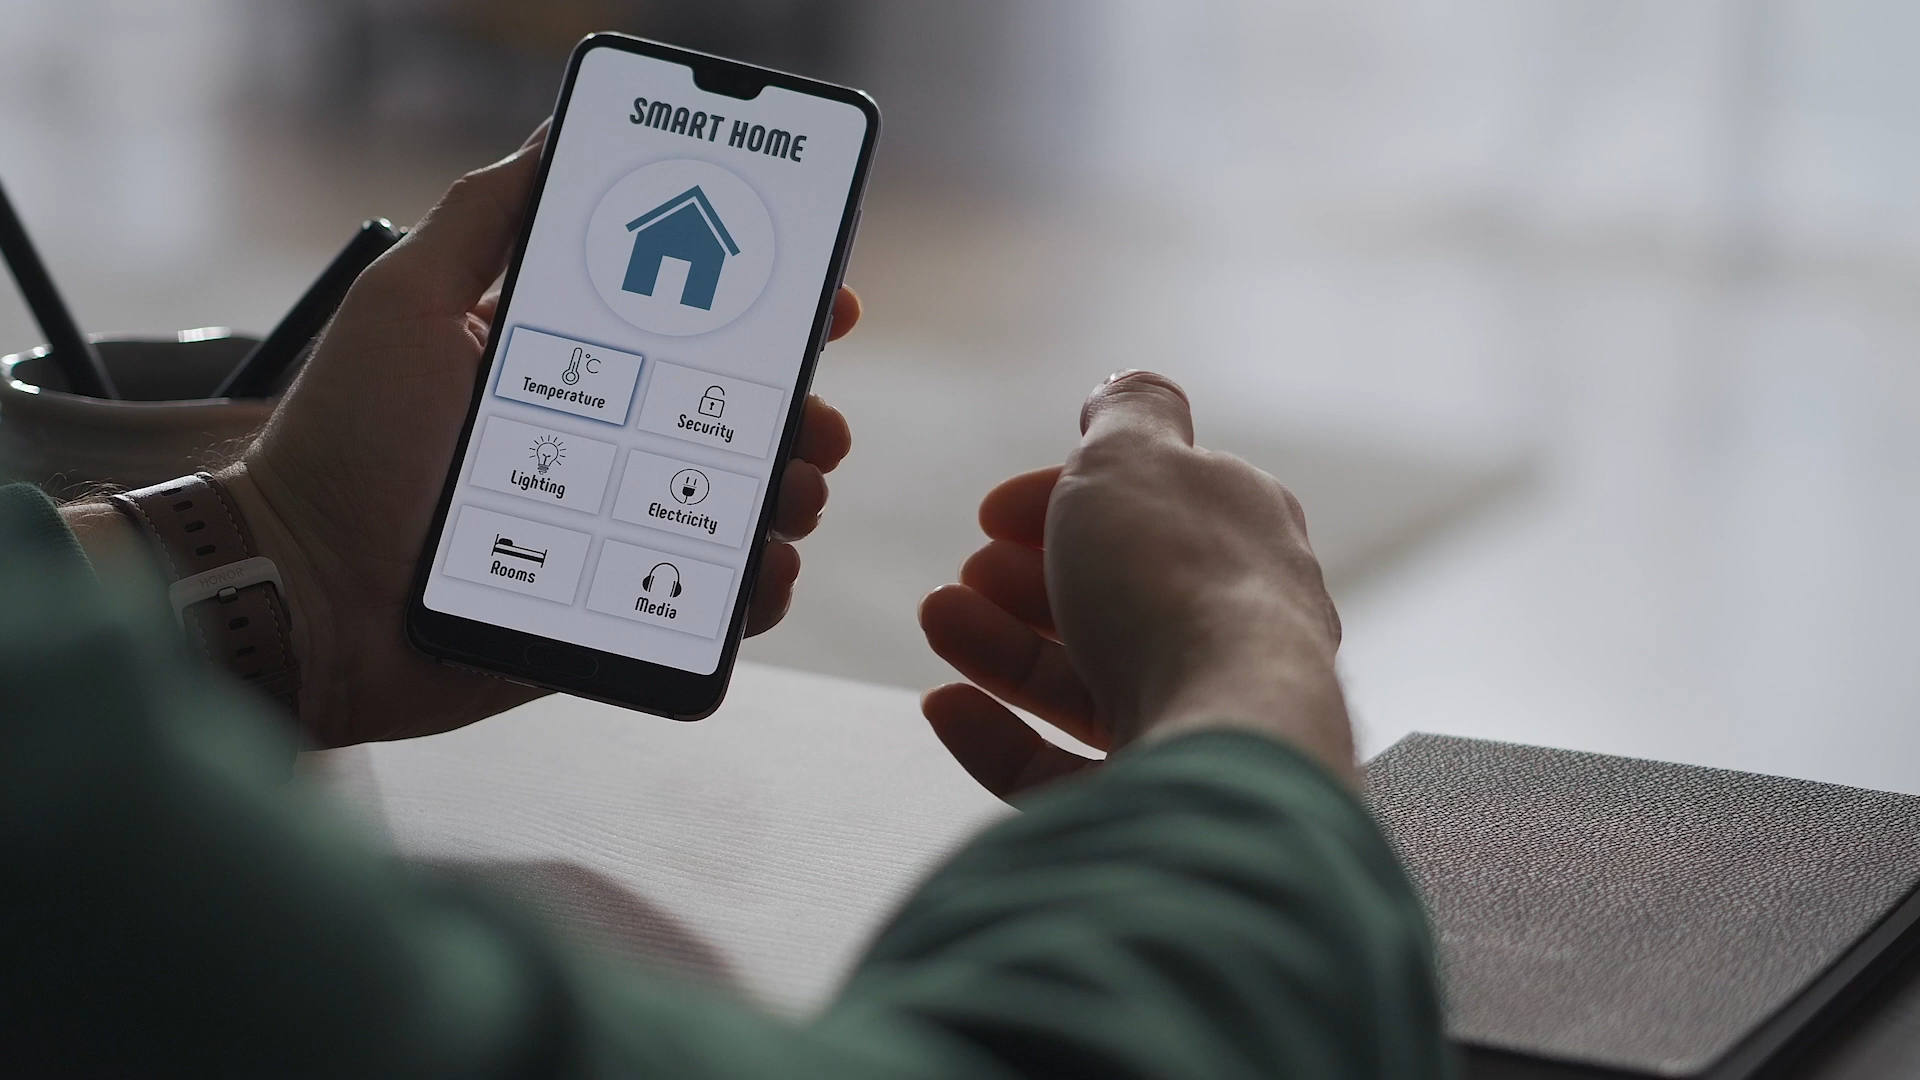 SMART HOME
°C
Temperature
Security
Lighting
Electricity
Rooms
Media
HONOR